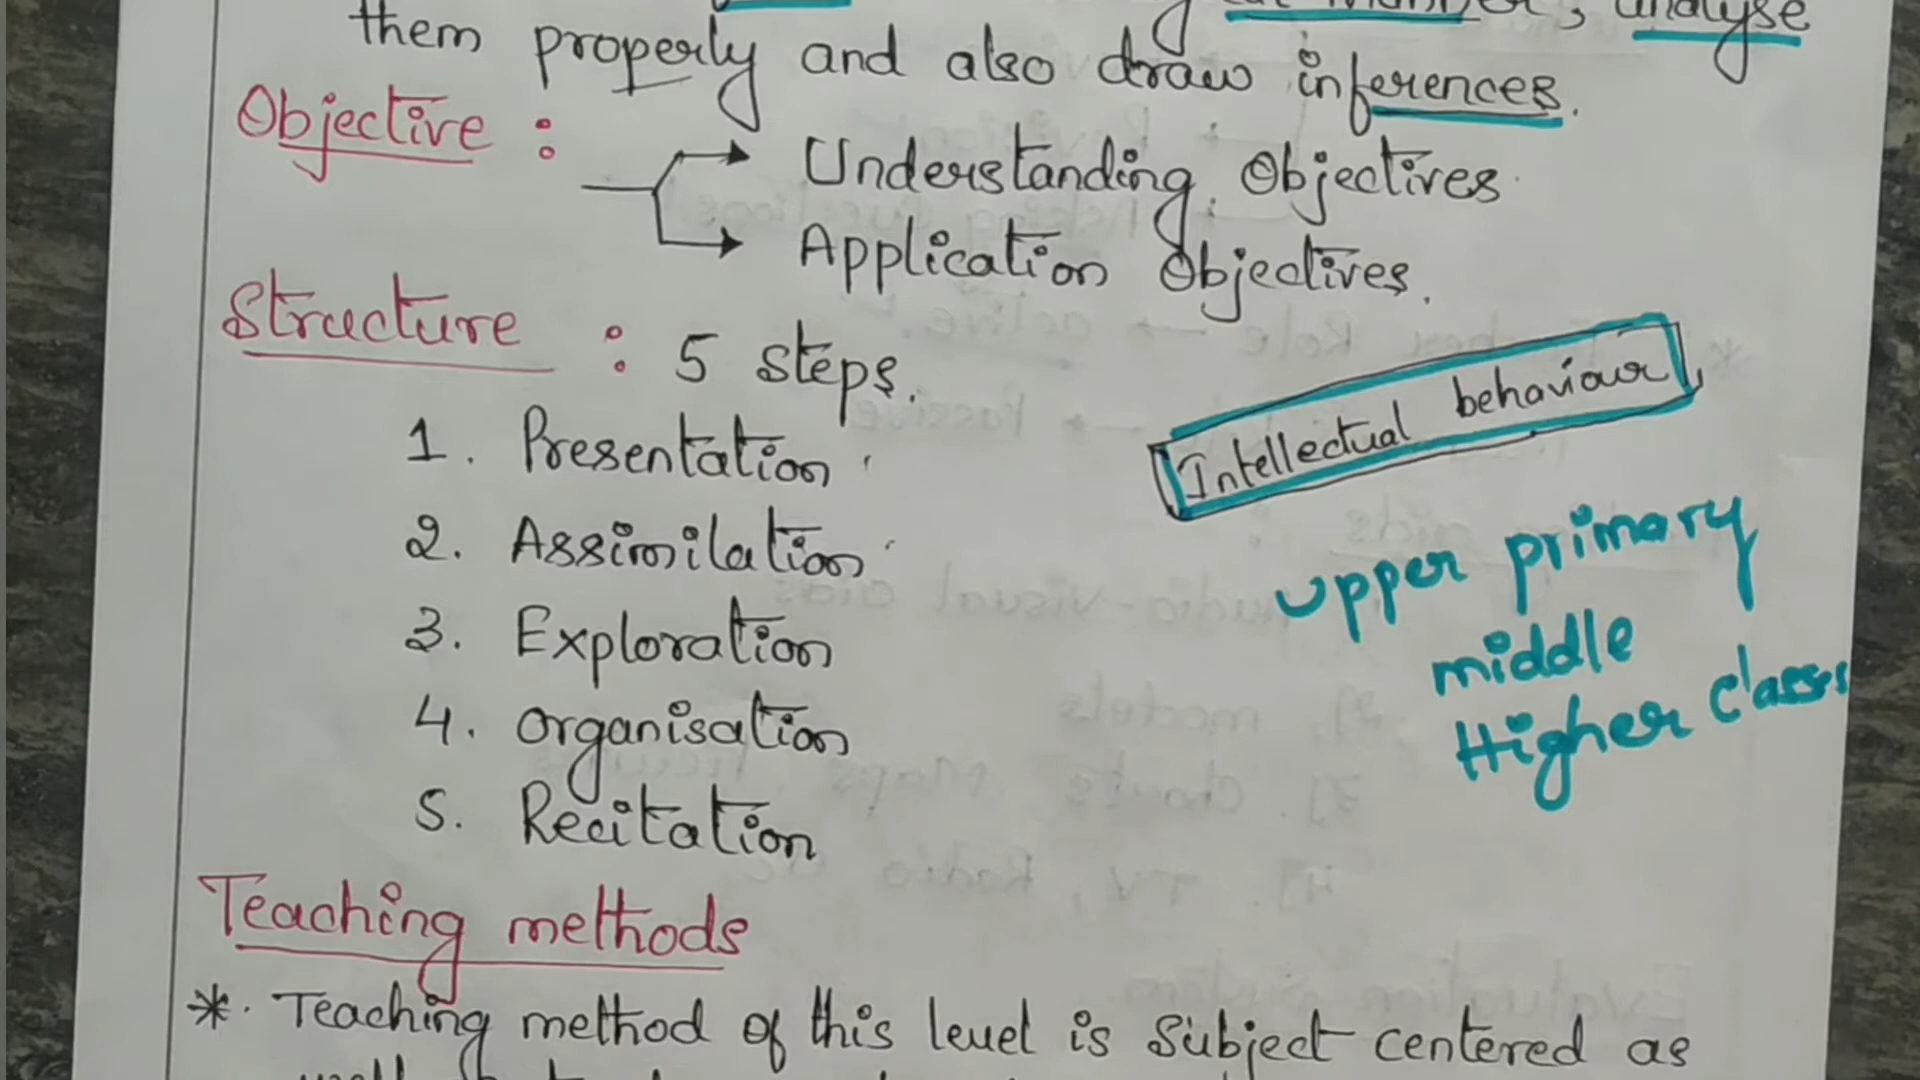 analyse
them properly and also draw inferences.
Objective :
Understanding Objectives
Application Objectives.
Structure : 5 steps.
Intellectual behaviour
1. Presentation
2. Assimilation
3. Exploration
4. Organisation
5. Recitation
upper primary
middle
Higher classes
Teaching methods
*. Teaching method of this level is Subject centered as